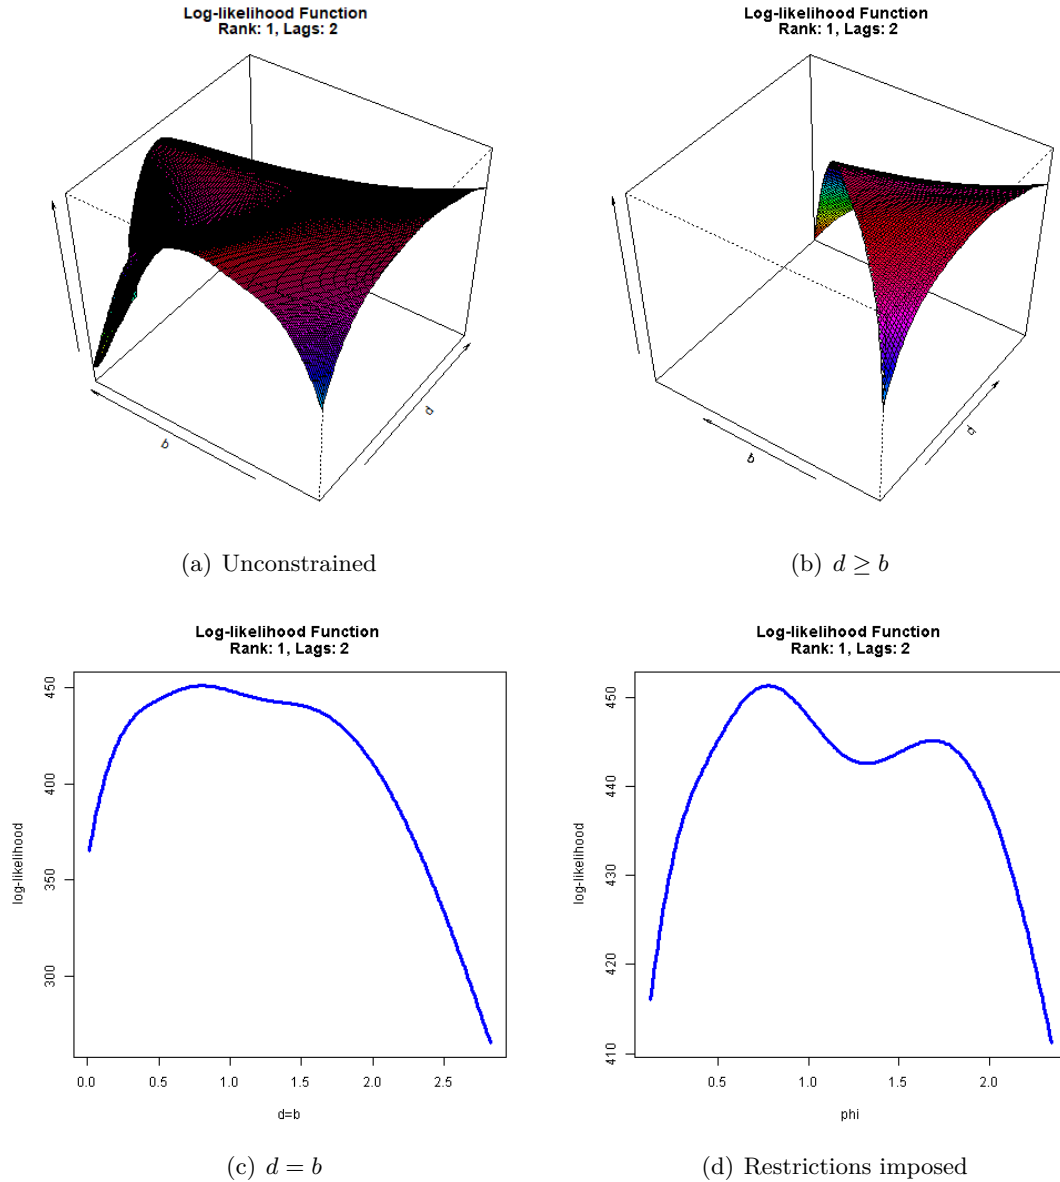 Log-likelihood Function
Rank: 1, Lags: 2
b
d
(a) Unconstrained
Log-likelihood Function
Rank: 1, Lags: 2
b
d
(b) d ≥ b
Log-likelihood Function
Rank: 1, Lags: 2
log-likelihood
450
400
350
300
0.0 0.5 1.0 1.5 2.0 2.5
d=b
(c) d = b
Log-likelihood Function
Rank: 1, Lags: 2
log-likelihood
450
440
430
420
410
0.5 1.0 1.5 2.0
phi
(d) Restrictions imposed